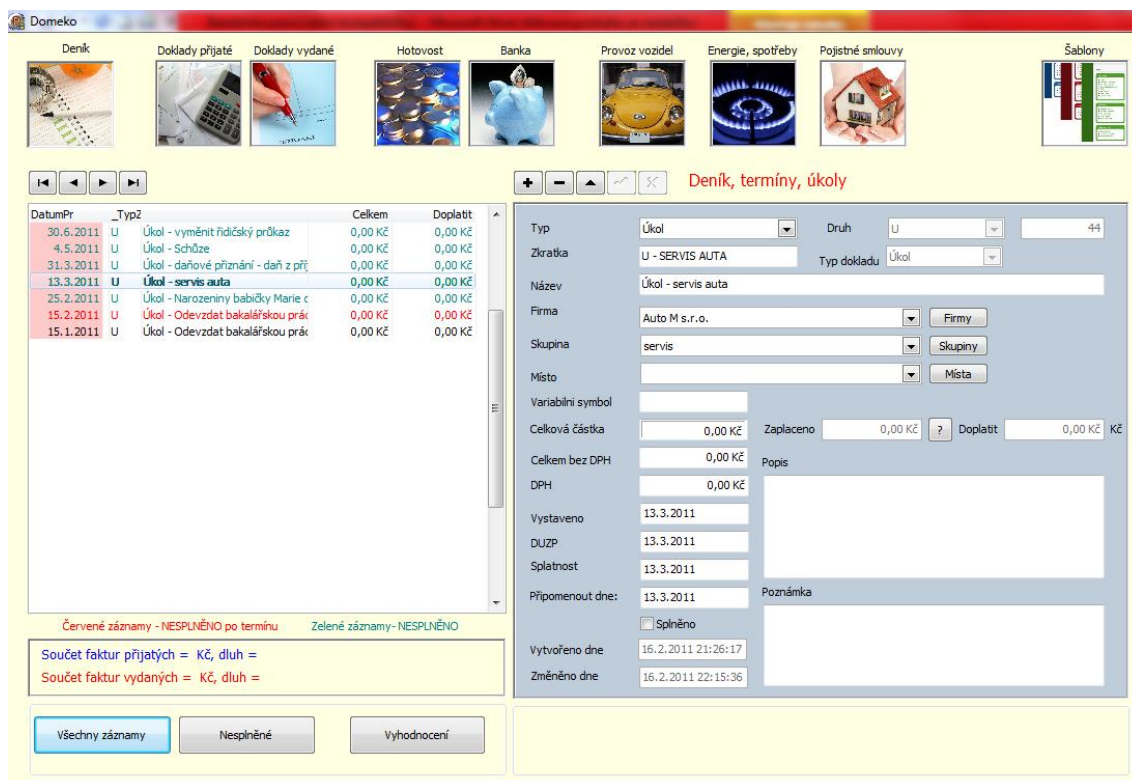 Domeko
Deník Doklady přijaté Doklady vydané Hotovost Banka Provoz vozidel Energie, spotřeby Pojistné smlouvy Šablony
Deník, termíny, úkoly
DatumPr _Typ2 Celkem Doplatit
30.6.2011 U Úkol - vyměnit řidičský průkaz 0,00 Kč 0,00 Kč
4.5.2011 U Úkol - Schůze 0,00 Kč 0,00 Kč
31.3.2011 U Úkol - daňové přiznání - daň z příj 0,00 Kč 0,00 Kč
13.3.2011 U Úkol - servis auta 0,00 Kč 0,00 Kč
25.2.2011 U Úkol - Narozeniny babičky Marie c 0,00 Kč 0,00 Kč
15.2.2011 U Úkol - Odevzdat bakalářskou prác 0,00 Kč 0,00 Kč
15.1.2011 U Úkol - Odevzdat bakalářskou prác 0,00 Kč 0,00 Kč
Červené záznamy - NESPLNĚNO po termínu Zelené záznamy- NESPLNĚNO
Součet faktur přijatých = Kč, dluh =
Součet faktur vydaných = Kč, dluh =
Všechny záznamy Nesplněné Vyhodnocení
Typ Úkol Druh U 44
Zkratka U - SERVIS AUTA Typ dokladu Úkol
Název Úkol - servis auta
Firma Auto M s.r.o. Firmy
Skupina servis Skupiny
Místo Místa
Variabilni symbol
Celková částka 0,00 Kč Zaplaceno 0,00 Kč ? Doplatit 0,00 Kč Kč
Celkem bez DPH 0,00 Kč Popis
DPH 0,00 Kč
Vystaveno 13.3.2011
DUZP 13.3.2011
Splatnost 13.3.2011
Připomenout dne: 13.3.2011 Poznámka
Splněno
Vytvořeno dne 16.2.2011 21:26:17
Změněno dne 16.2.2011 22:15:36